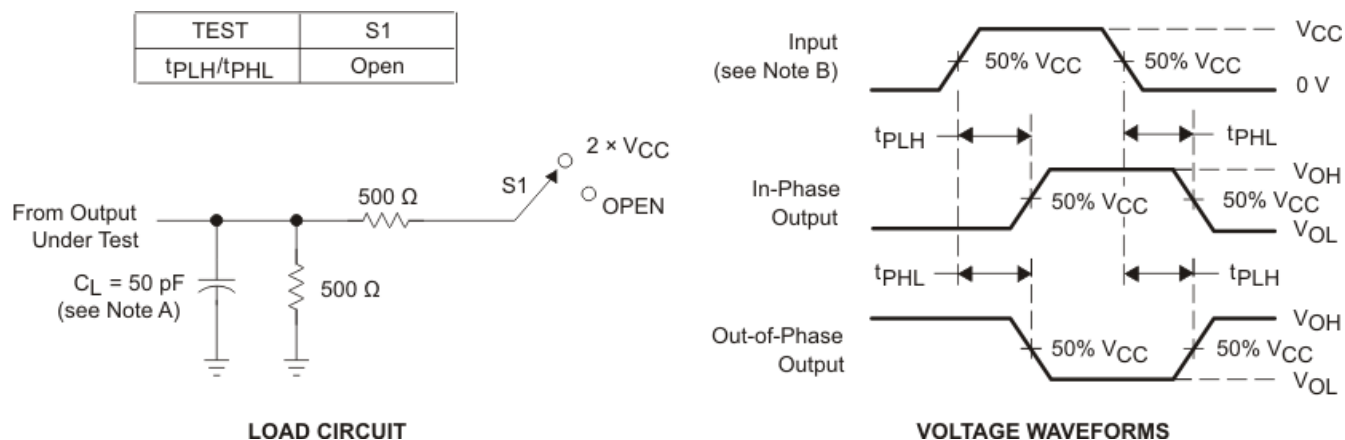 TEST S1
tPLH/tPHL Open
2 × VCC
S1
OPEN
500 Ω
From Output
Under Test
CL = 50 pF
(see Note A)
500 Ω
LOAD CIRCUIT
Input
(see Note B)
50% VCC
50% VCC
VCC
0 V
tPLH
tPHL
In-Phase
Output
50% VCC
50% VCC
VOH
VOL
tPHL
tPLH
Out-of-Phase
Output
50% VCC
50% VCC
VOH
VOL
VOLTAGE WAVEFORMS